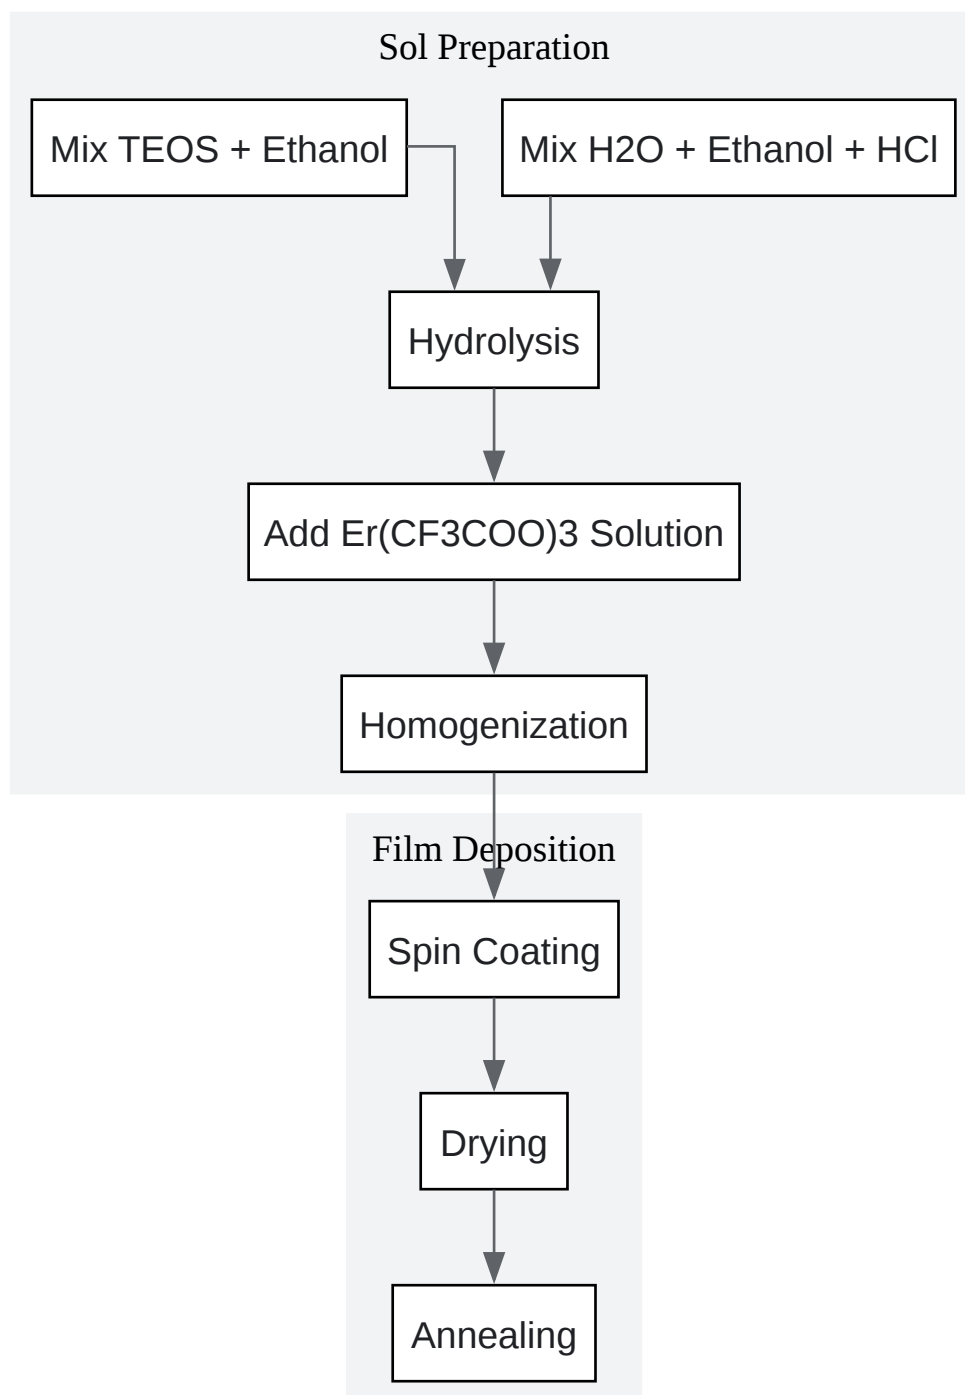 Sol Preparation
Mix TEOS + Ethanol
Mix H2O + Ethanol + HCl
Hydrolysis
Add Er(CF3COO)3 Solution
Homogenization
Film Deposition
Spin Coating
Drying
Annealing